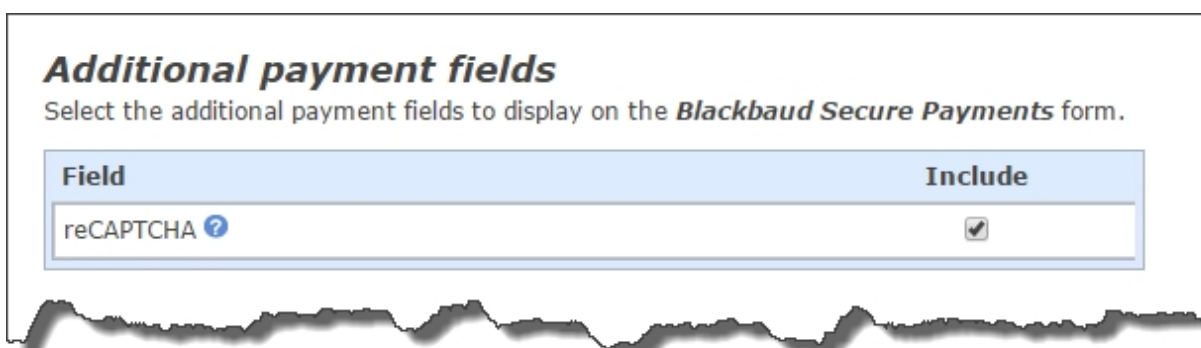 Additional payment fields
Select the additional payment fields to display on the Blackbaud Secure Payments form.
Field Include
reCAPTCHA ?